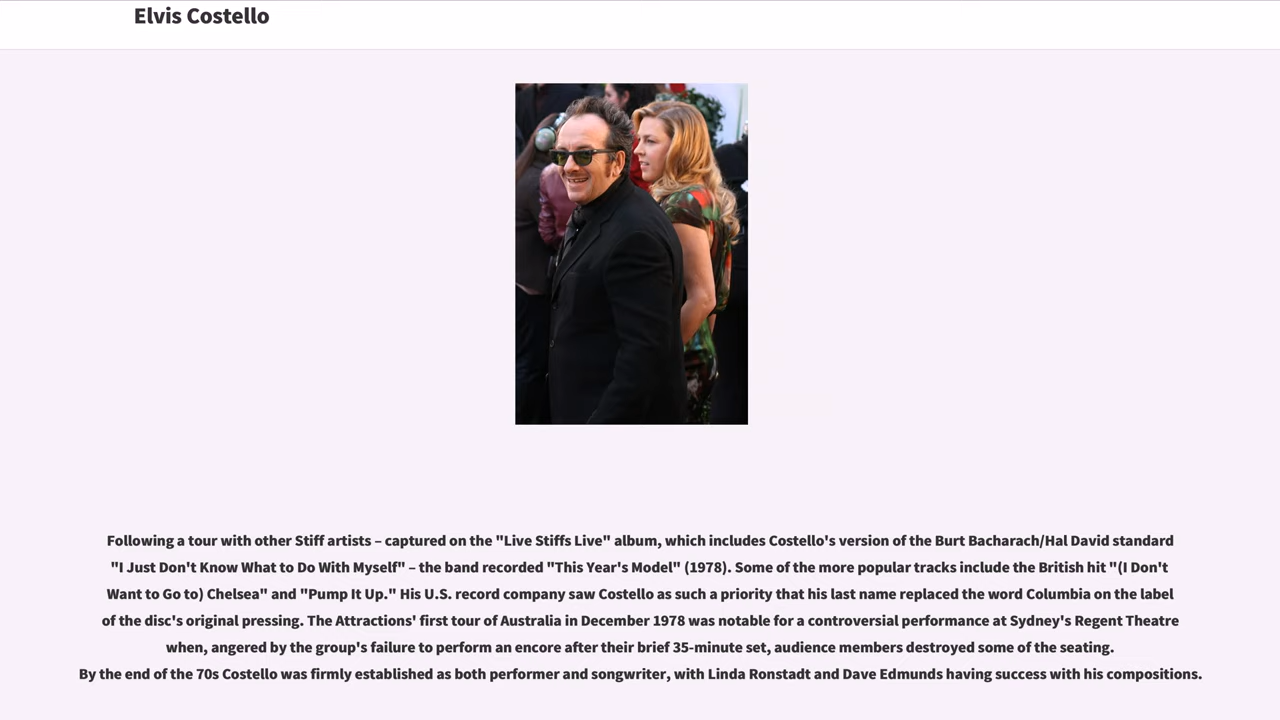 Elvis Costello
Following a tour with other Stiff artists – captured on the "Live Stiffs Live" album, which includes Costello's version of the Burt Bacharach/Hal David standard
"I Just Don't Know What to Do With Myself" – the band recorded "This Year's Model" (1978). Some of the more popular tracks include the British hit "(I Don't
Want to Go to) Chelsea" and "Pump It Up." His U.S. record company saw Costello as such a priority that his last name replaced the word Columbia on the label
of the disc's original pressing. The Attractions' first tour of Australia in December 1978 was notable for a controversial performance at Sydney's Regent Theatre
when, angered by the group's failure to perform an encore after their brief 35-minute set, audience members destroyed some of the seating.
By the end of the 70s Costello was firmly established as both performer and songwriter, with Linda Ronstadt and Dave Edmunds having success with his compositions.